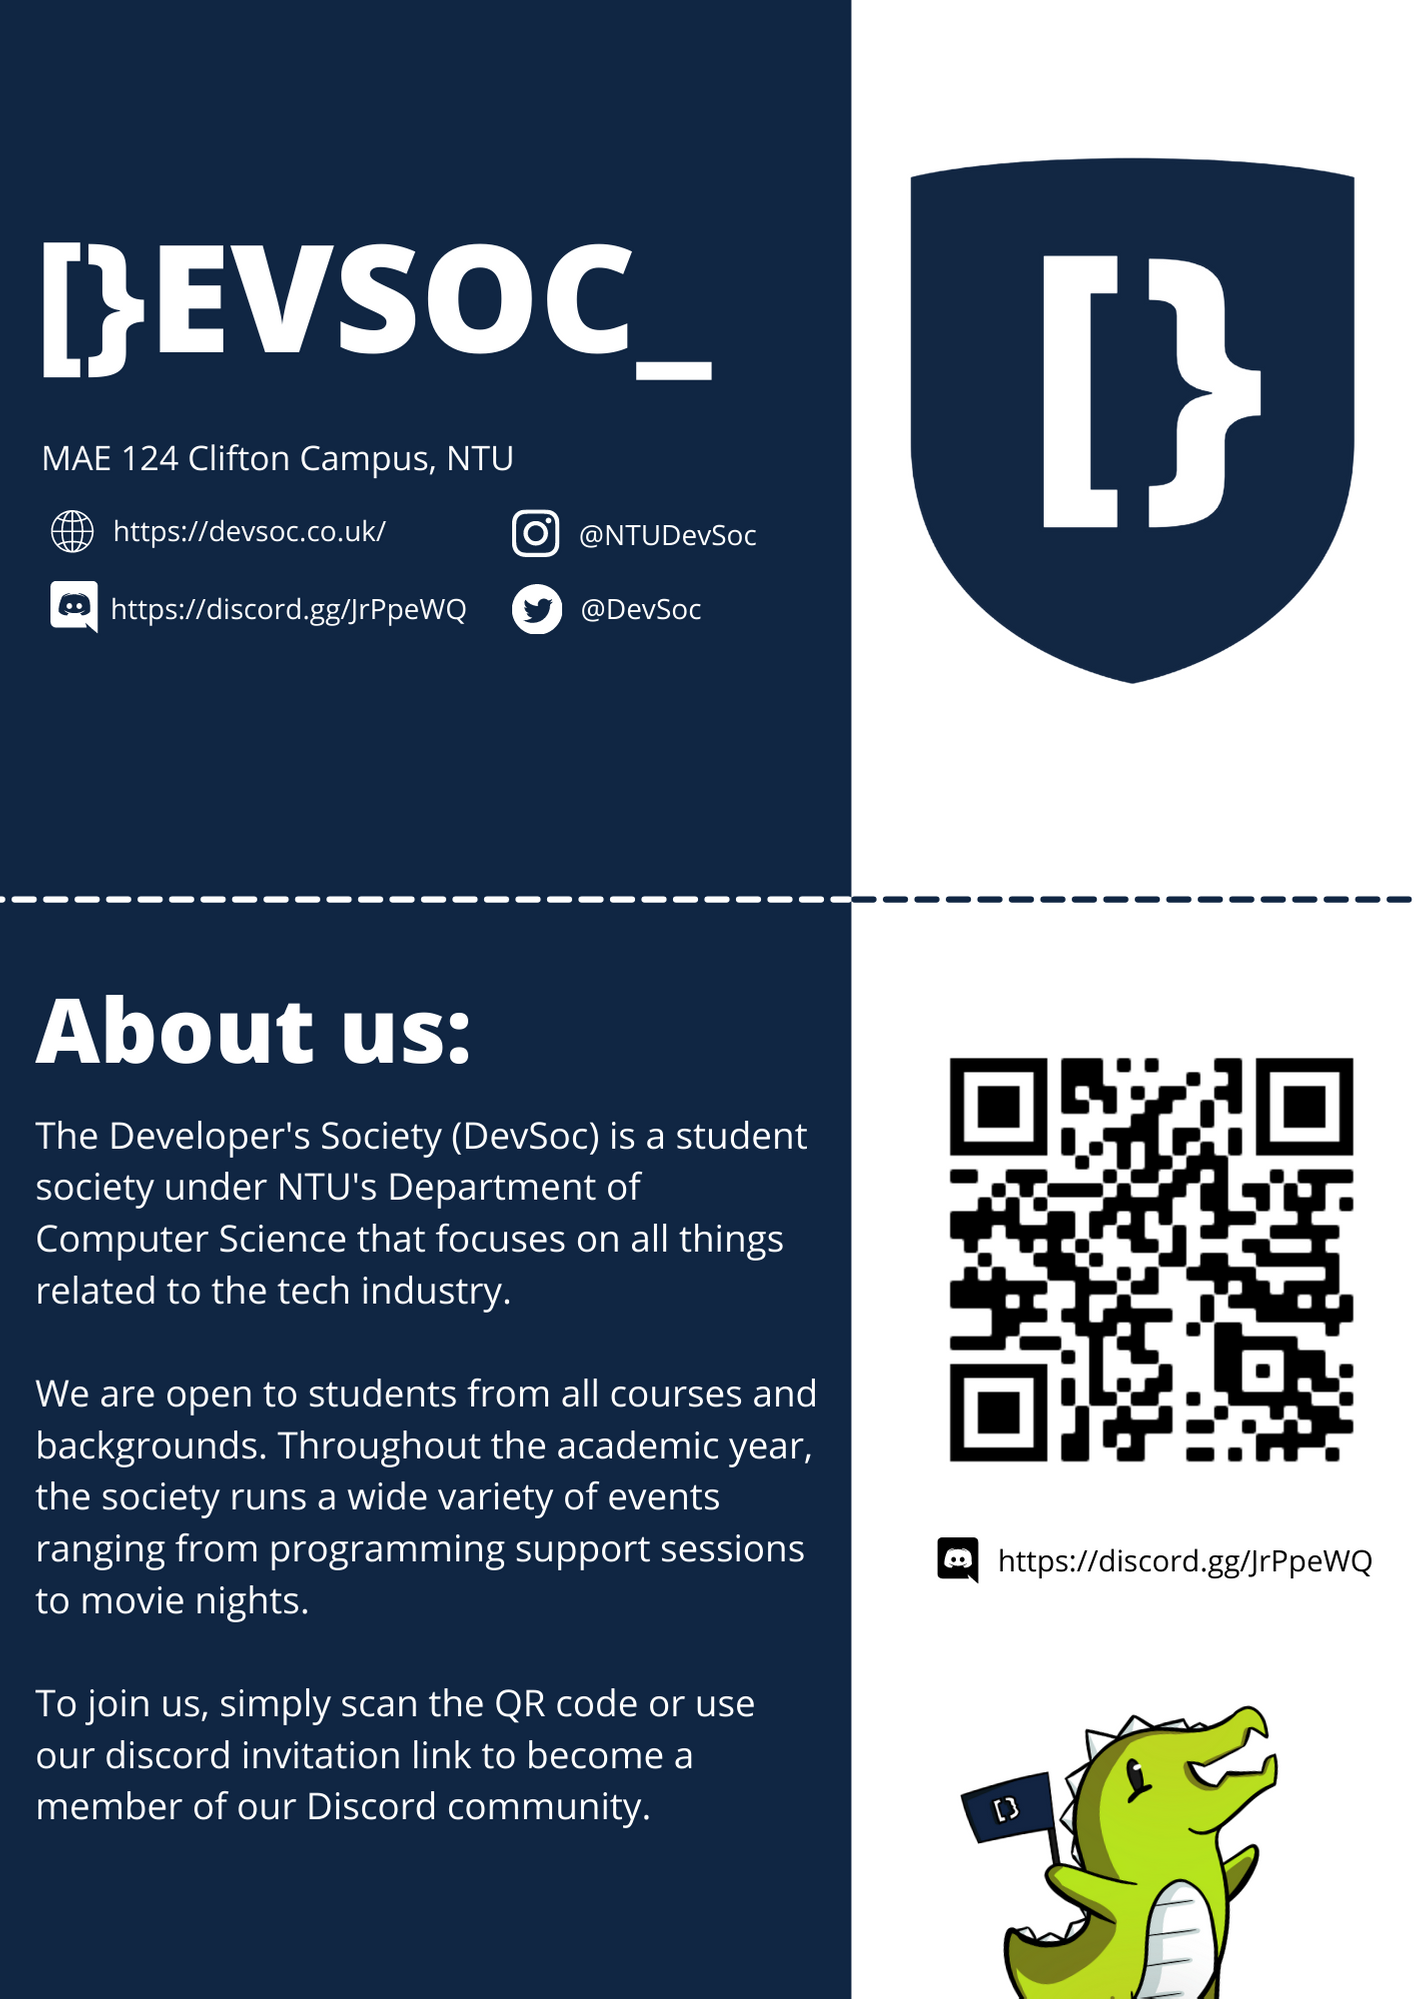 [}EVSOC_
MAE 124 Clifton Campus, NTU
https://devsoc.co.uk/
@NTUDevSoc
https://discord.gg/JrPpeWQ
@DevSoc
[}
About us:
The Developer's Society (DevSoc) is a student
society under NTU's Department of
Computer Science that focuses on all things
related to the tech industry.
We are open to students from all courses and
backgrounds. Throughout the academic year,
the society runs a wide variety of events
ranging from programming support sessions
to movie nights.
To join us, simply scan the QR code or use
our discord invitation link to become a
member of our Discord community.
https://discord.gg/JrPpeWQ
[}